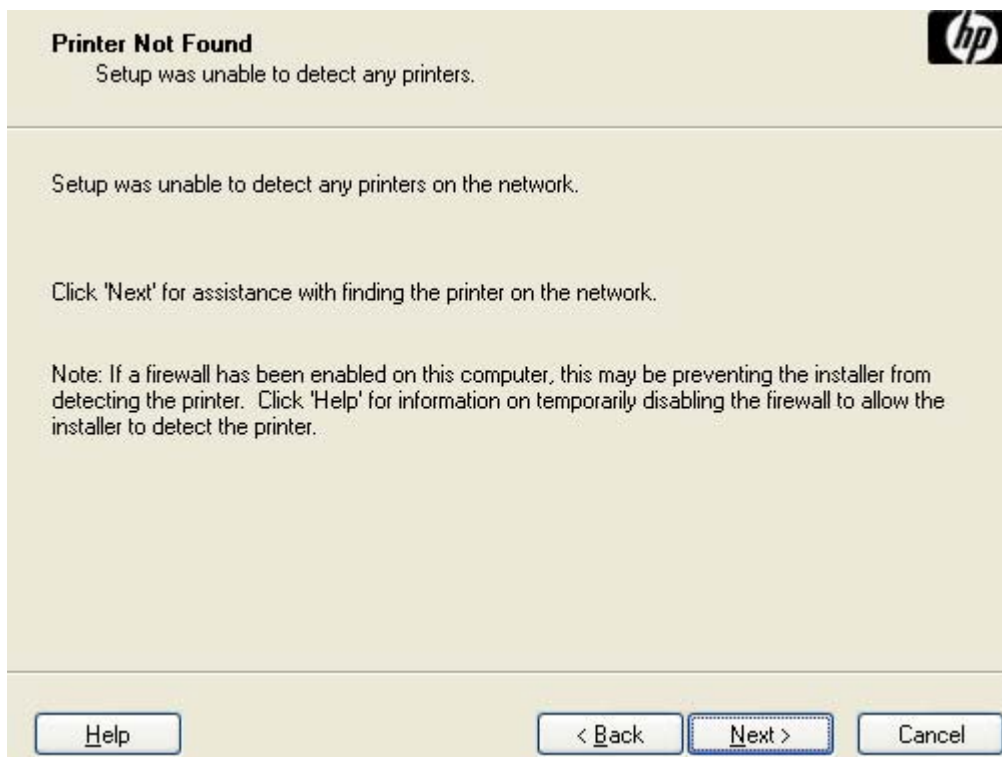 Printer Not Found
hp
Setup was unable to detect any printers.
Setup was unable to detect any printers on the network.
Click 'Next' for assistance with finding the printer on the network.
Note: If a firewall has been enabled on this computer, this may be preventing the installer from
detecting the printer.  Click 'Help' for information on temporarily disabling the firewall to allow the
installer to detect the printer.
Help
< Back
Next >
Cancel